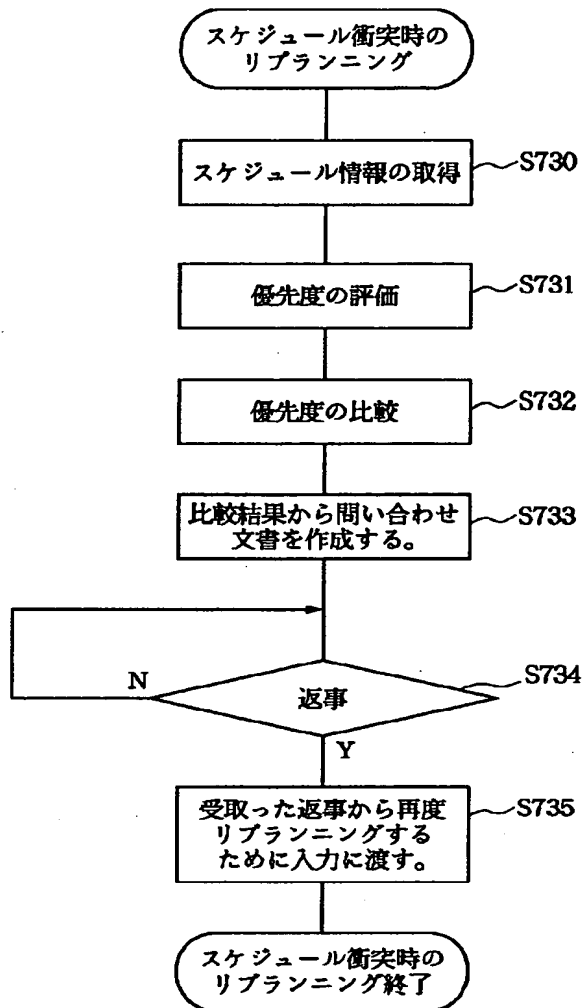 スケジュール衝突時の
リプランニング
スケジュール情報の取得
S730
優先度の評価
S731
優先度の比較
S732
比較結果から問い合わせ
文書を作成する。
S733
返事
S734
N
Y
受取った返事から再度
リプランニングする
ために入力に渡す。
S735
スケジュール衝突時の
リプランニング終了